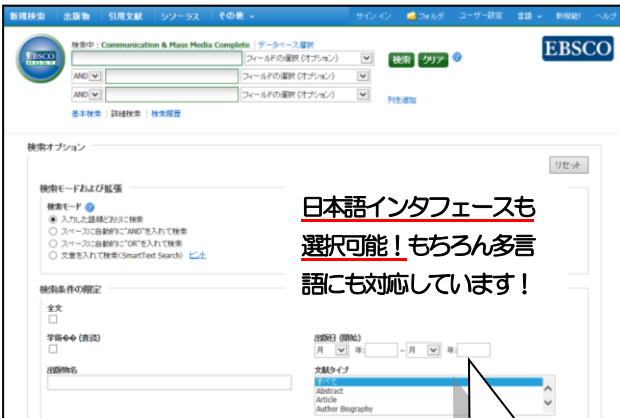 新規検索 出版物 引用文献 シソーラス その他 サインイン フォルダ ユーザー設定 言語 新機能! ヘルプ
検索中: Communication & Mass Media Complete データベース選択
EBSCO HOST
フィールドの選択 (オプション) 検索 クリア
EBSCO
AND フィールドの選択 (オプション)
AND フィールドの選択 (オプション) 列を追加
基本検索 詳細検索 検索履歴
検索オプション
リセット
検索モードおよび拡張
検索モード
入力した語順どおりに検索
スペースに自動的に"AND"を入れて検索
スペースに自動的に"OR"を入れて検索
文章を入れて検索(SmartText Search) ヒント
日本語インタフェースも
選択可能!もちろん多言
語にも対応しています!
検索条件の限定
全文
学術�� (査読)
出版日 (開始)
月 年: - 月 年:
出版物名
文献タイプ
すべて
Abstract
Article
Author Biography